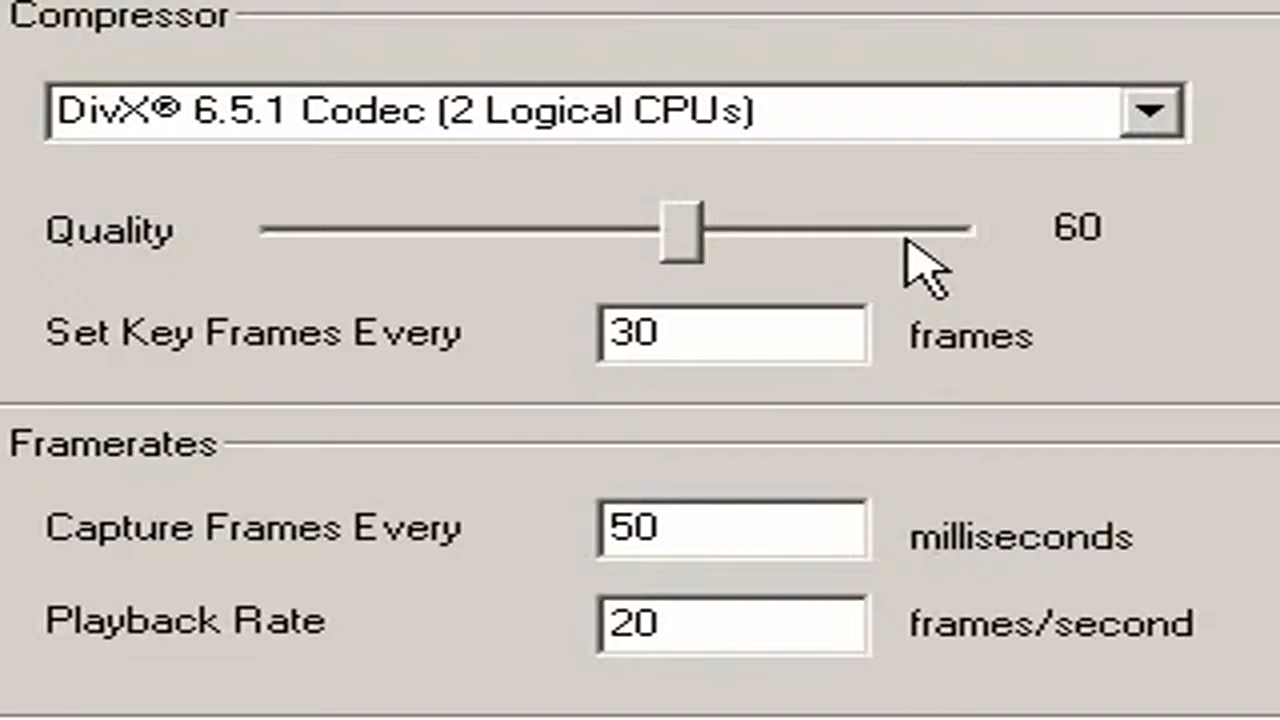 Compressor
DivX® 6.5.1 Codec (2 Logical CPUs)
Quality 60
Set Key Frames Every 30 frames
Framerates
Capture Frames Every 50 milliseconds
Playback Rate 20 frames/second